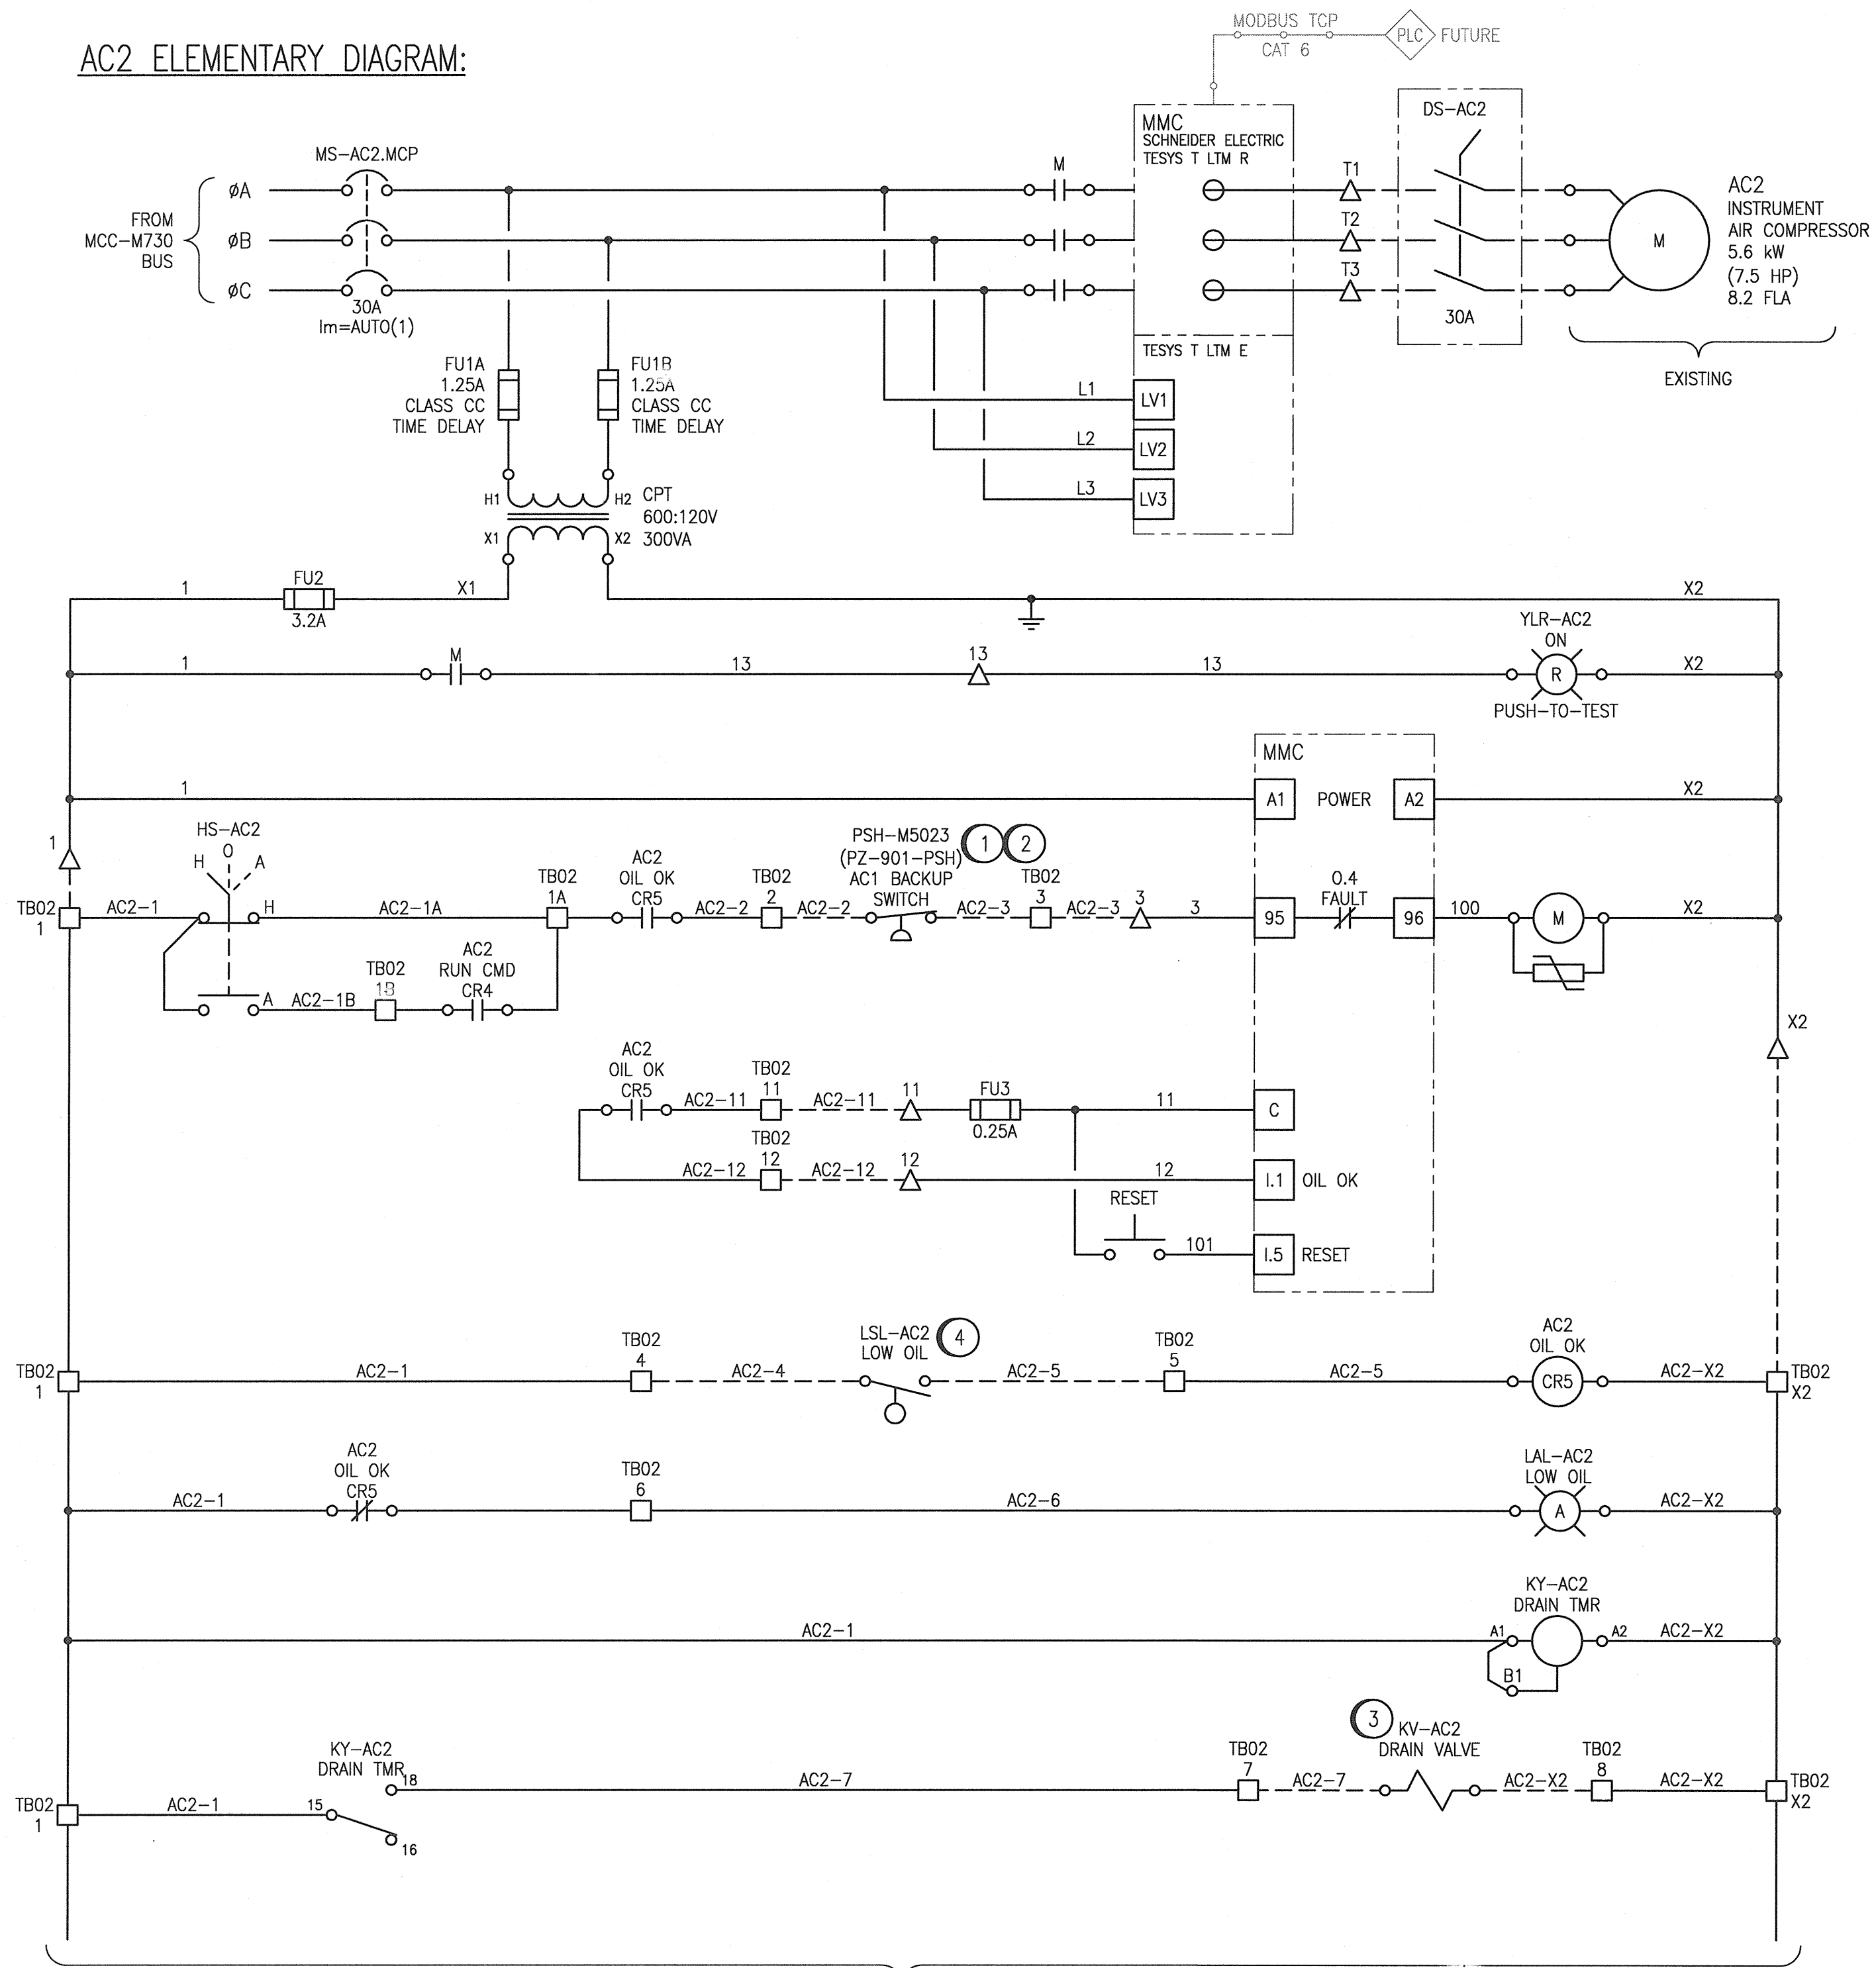 AC2 ELEMENTARY DIAGRAM:
MODBUS TCP
CAT 6
PLC
FUTURE
MS-AC2.MCP
FROM
MCC-M730
BUS
ØA
ØB
ØC
30A
Im=AUTO(1)
M
MMC
SCHNEIDER ELECTRIC
TESYS T LTM R
T1
T2
T3
DS-AC2
30A
M
AC2
INSTRUMENT
AIR COMPRESSOR
5.6 kW
(7.5 HP)
8.2 FLA
EXISTING
TESYS T LTM E
L1
LV1
L2
LV2
L3
LV3
FU1A
1.25A
CLASS CC
TIME DELAY
FU1B
1.25A
CLASS CC
TIME DELAY
H1
H2
CPT
600:120V
300VA
X1
X2
1
FU2
3.2A
X1
X2
1
M
13
13
13
YLR-AC2
ON
R
PUSH-TO-TEST
X2
MMC
1
A1
POWER
A2
X2
1
HS-AC2
H
O
A
TB02
1
AC2-1
H
AC2-1A
TB02
1A
AC2
OIL OK
CR5
AC2-2
TB02
2
AC2-2
PSH-M5023
(PZ-901-PSH)
AC1 BACKUP
SWITCH
1
2
AC2-3
TB02
3
AC2-3
3
3
95
0.4
FAULT
96
100
M
X2
A
AC2-1B
TB02
1B
AC2
RUN CMD
CR4
X2
AC2
OIL OK
CR5
AC2-11
TB02
11
AC2-11
11
FU3
0.25A
11
C
AC2-12
TB02
12
AC2-12
12
12
I.1
OIL OK
RESET
101
I.5
RESET
TB02
1
AC2-1
TB02
4
AC2-4
LSL-AC2
LOW OIL
4
AC2-5
TB02
5
AC2-5
AC2
OIL OK
CR5
AC2-X2
TB02
X2
AC2-1
AC2
OIL OK
CR5
TB02
6
AC2-6
LAL-AC2
LOW OIL
A
AC2-X2
AC2-1
KY-AC2
DRAIN TMR
A1
A2
B1
AC2-X2
TB02
1
AC2-1
KY-AC2
DRAIN TMR
15
18
16
AC2-7
TB02
7
AC2-7
3
KV-AC2
DRAIN VALVE
AC2-X2
TB02
8
AC2-X2
TB02
X2